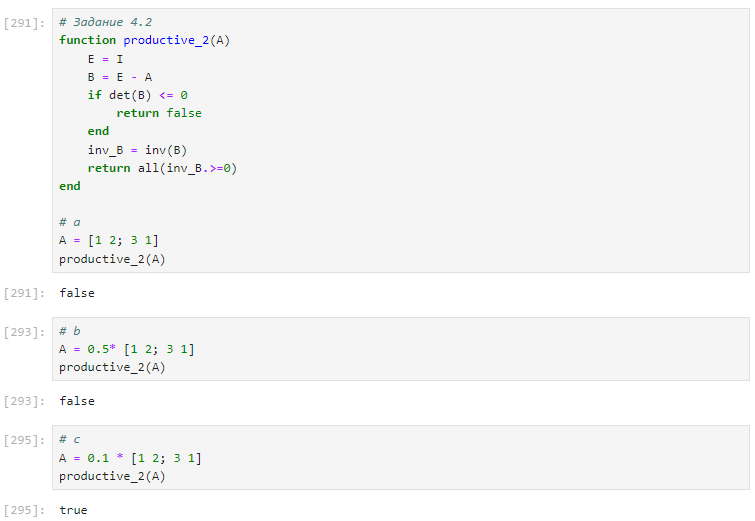 [291]: # Задание 4.2
function productive_2(A)
    E = I
    B = E - A
    if det(B) <= 0
        return false
    end
    inv_B = inv(B)
    return all(inv_B.>=0)
end

# a
A = [1 2; 3 1]
productive_2(A)
[291]: false
[293]: # b
A = 0.5* [1 2; 3 1]
productive_2(A)
[293]: false
[295]: # c
A = 0.1 * [1 2; 3 1]
productive_2(A)
[295]: true